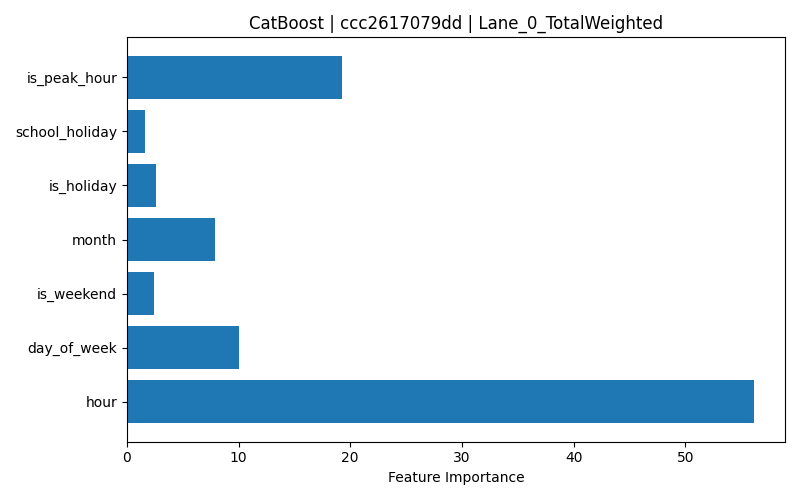 CatBoost | ccc2617079dd | Lane_0_TotalWeighted
is_peak_hour
school_holiday
is_holiday
month
is_weekend
day_of_week
hour
0 10 20 30 40 50
Feature Importance